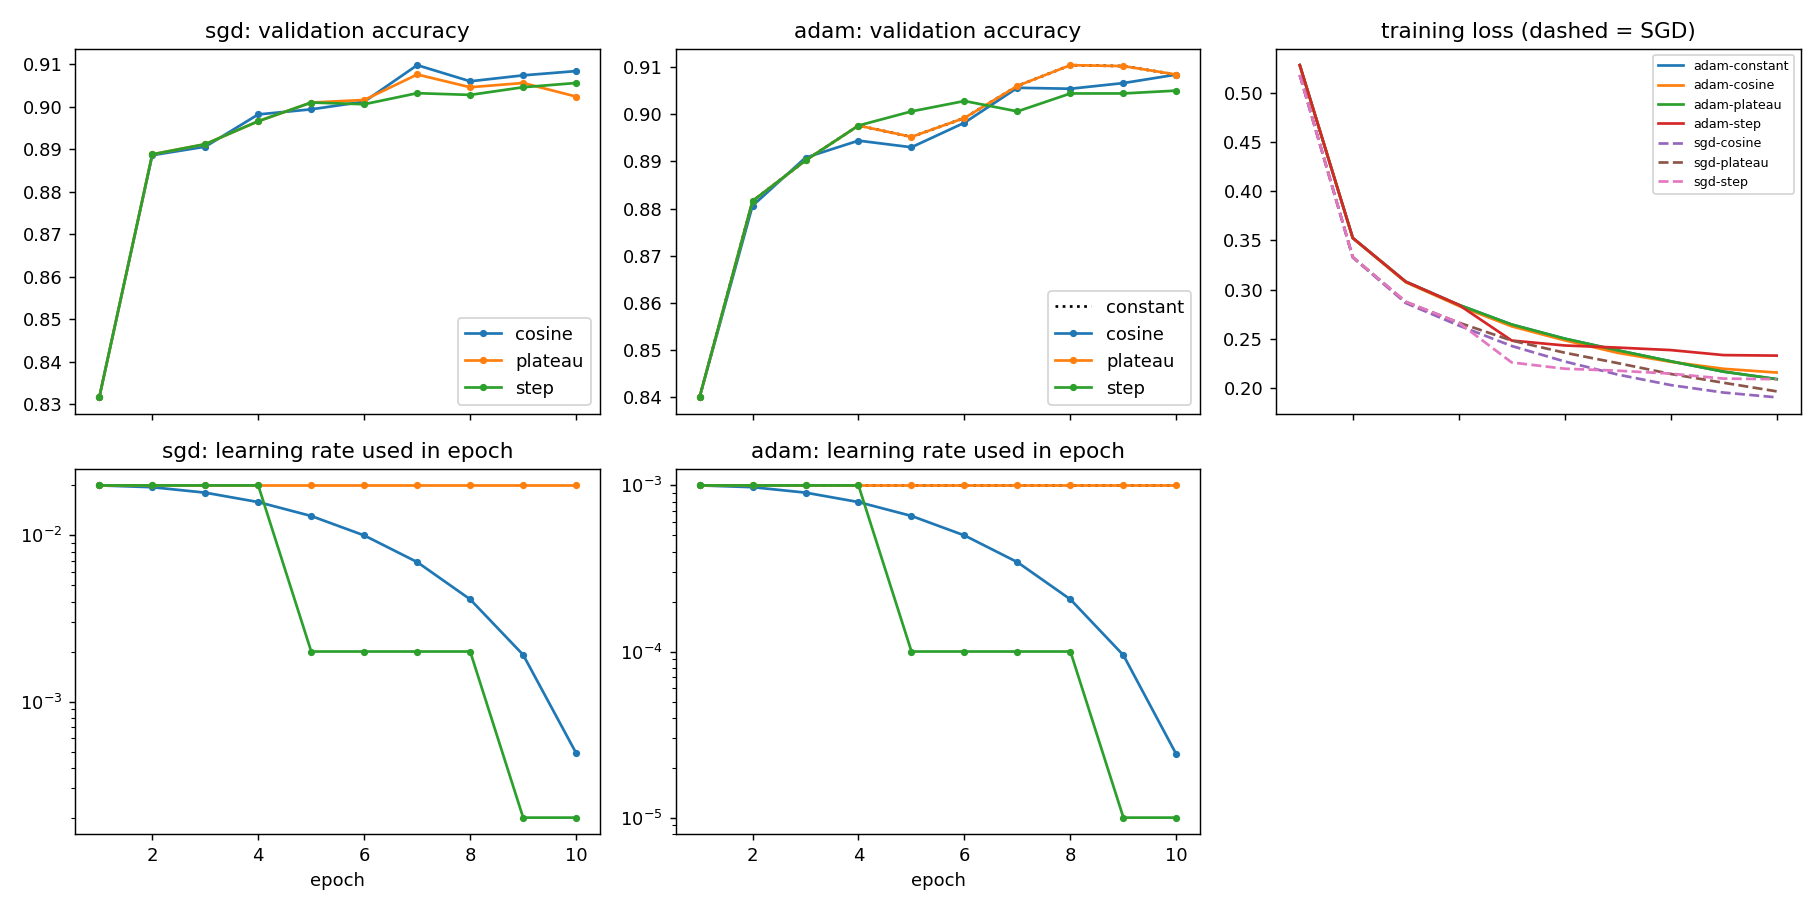 sgd: validation accuracy
0.91
0.90
0.89
0.88
0.87
0.86
0.85
0.84
0.83
cosine
plateau
step
adam: validation accuracy
0.91
0.90
0.89
0.88
0.87
0.86
0.85
0.84
constant
cosine
plateau
step
training loss (dashed = SGD)
0.50
0.45
0.40
0.35
0.30
0.25
0.20
adam-constant
adam-cosine
adam-plateau
adam-step
sgd-cosine
sgd-plateau
sgd-step
sgd: learning rate used in epoch
10⁻²
10⁻³
2 4 6 8 10
epoch
adam: learning rate used in epoch
10⁻³
10⁻⁴
10⁻⁵
2 4 6 8 10
epoch